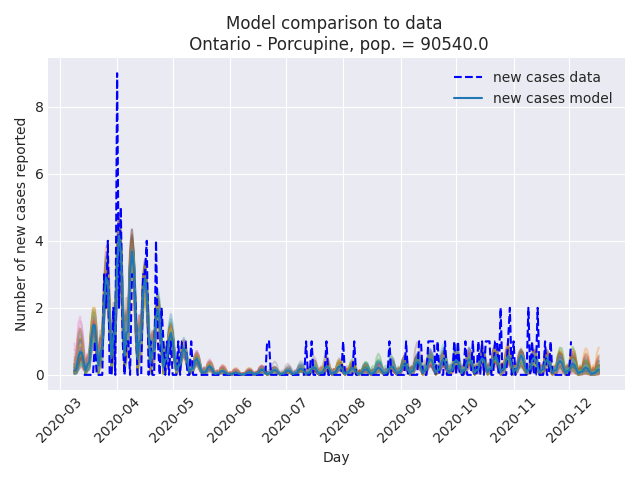 Model comparison to data
Ontario - Porcupine, pop. = 90540.0
new cases data
new cases model
Number of new cases reported
8
6
4
2
0
2020-03
2020-04
2020-05
2020-06
2020-07
2020-08
2020-09
2020-10
2020-11
2020-12
Day